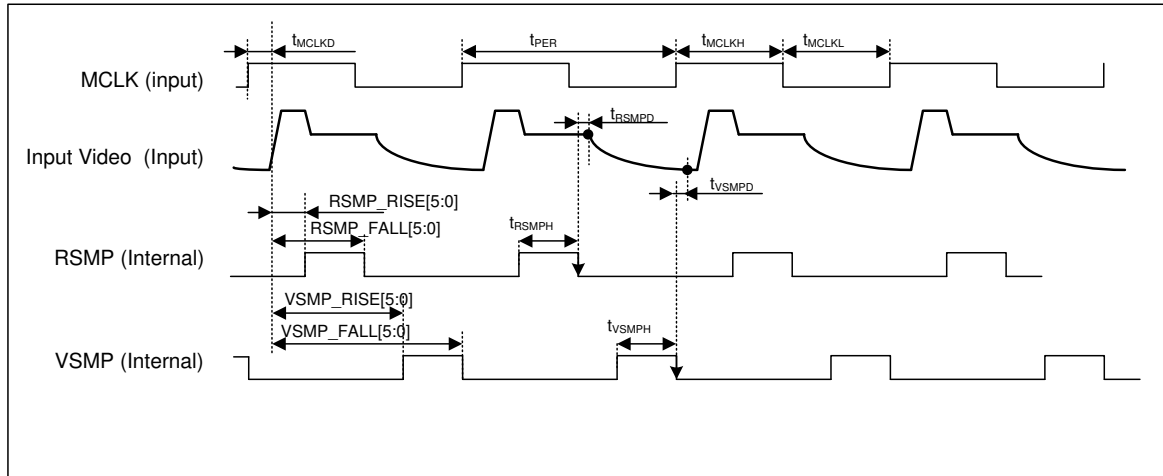 tMCLKD
tPER
tMCLKH
tMCLKL
MCLK (input)
tRSMPD
Input Video (Input)
tVSMPD
RSMP_RISE[5:0]
RSMP_FALL[5:0]
tRSMPH
RSMP (Internal)
VSMP_RISE[5:0]
VSMP_FALL[5:0]
tVSMPH
VSMP (Internal)